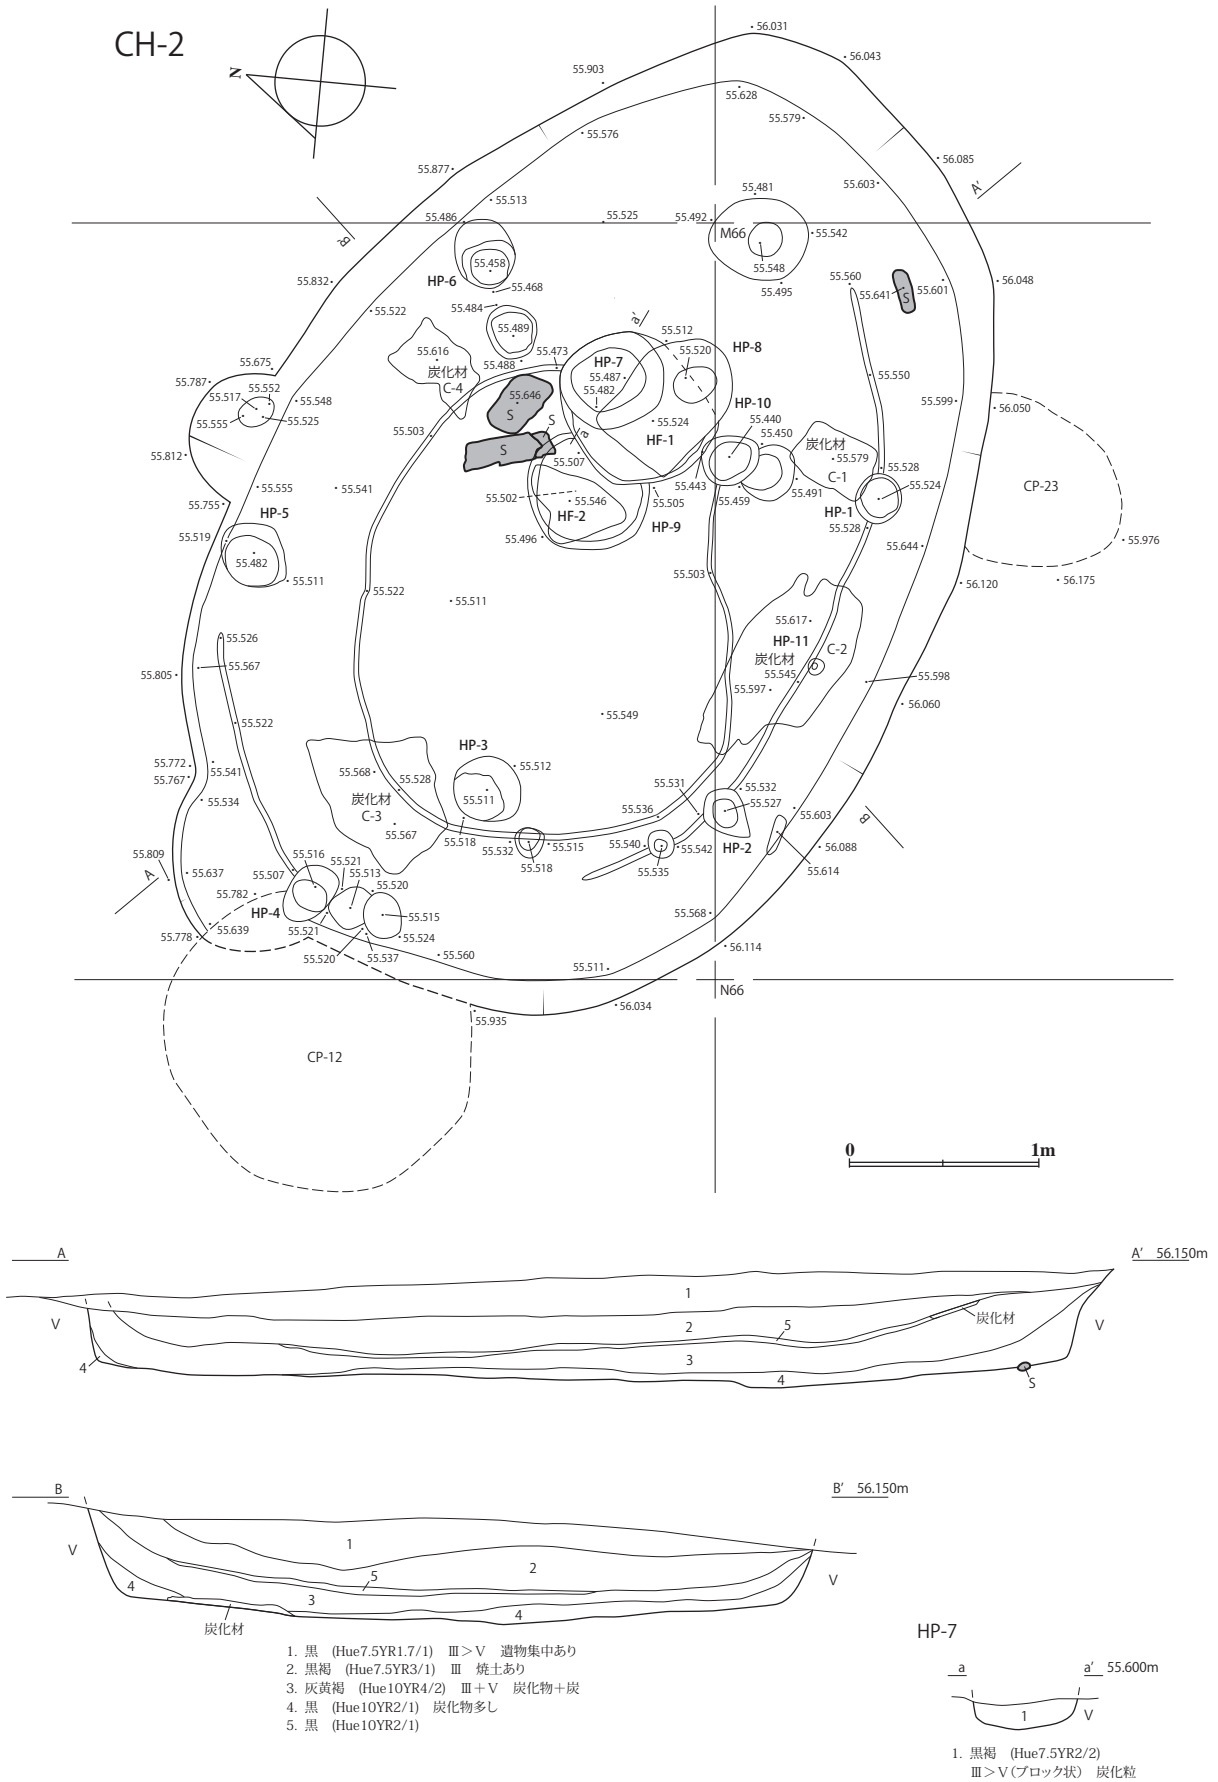 CH-2
N
56.031
56.043
55.903
55.628
55.579
55.576
55.877
56.085
55.603
A'
55.513
55.481
55.486
55.525
55.492
M66
55.542
B'
55.458
HP-6
55.468
55.548
55.495
55.560
55.641
S
55.601
56.048
55.832
55.522
55.484
55.489
a'
55.512
HP-8
55.616
炭化材
C-4
55.488
55.473
HP-7
55.487
55.482
55.520
55.550
55.675
55.787
55.552
55.517
55.548
55.555
55.525
55.646
S
S
S
a
55.503
55.524
HF-1
HP-10
55.440
55.450
炭化材
55.579
C-1
55.599
56.050
55.812
55.507
55.443
55.459
55.491
55.528
55.524
HP-1
55.528
CP-23
55.555
55.541
55.755
HP-5
55.502
55.546
HF-2
55.505
HP-9
55.496
55.519
55.482
55.511
55.644
55.976
56.120
56.175
55.503
55.522
55.511
55.617
HP-11
C-2
炭化材
55.545
55.597
55.526
55.567
55.805
55.598
56.060
55.522
55.549
HP-3
55.512
55.511
55.772
55.767
55.541
55.534
55.568
55.528
炭化材
C-3
55.567
55.531
55.532
55.527
55.536
55.603
55.518
55.532
55.515
55.518
55.540
55.542
55.535
HP-2
56.088
55.614
55.809
A
B
55.637
55.507
55.516
55.521
55.513
55.520
55.782
HP-4
55.515
55.521
55.524
55.778
55.639
55.520
55.537
55.560
55.568
56.114
55.511
N66
55.935
56.034
CP-12
0 1m
A A' 56.150m
1
V 2 5 炭化材 V
4 3 4 S
B B' 56.150m
V 1 2 V
4 5 3 4
炭化材
1. 黒 (Hue7.5YR1.7/1) Ⅲ>Ⅴ 遺物集中あり
2. 黒褐 (Hue7.5YR3/1) Ⅲ 焼土あり
3. 灰黄褐 (Hue10YR4/2) Ⅲ+Ⅴ 炭化物+炭
4. 黒 (Hue10YR2/1) 炭化物多し
5. 黒 (Hue10YR2/1)
HP-7
a a' 55.600m
1 V
1. 黒褐 (Hue7.5YR2/2)
Ⅲ>Ⅴ(ブロック状) 炭化粒